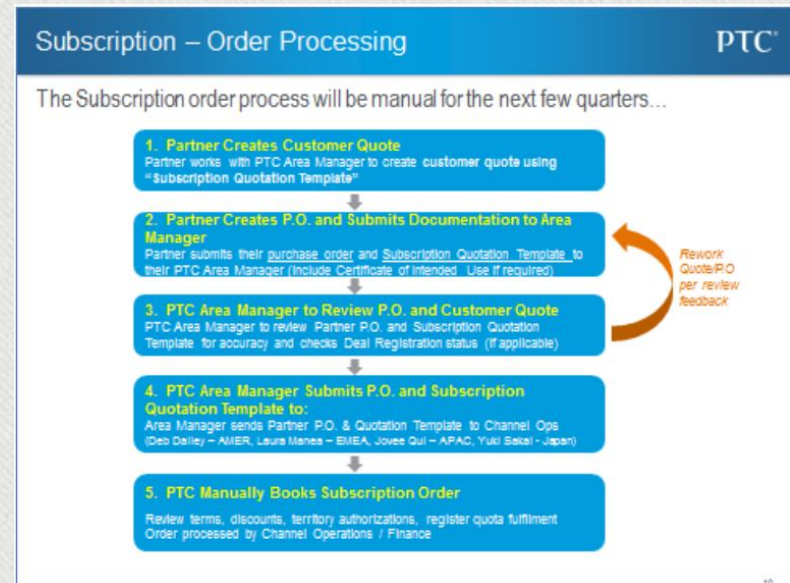 Subscription – Order Processing
PTC®
The Subscription order process will be manual for the next few quarters…
1. Partner Creates Customer Quote
Partner works with PTC Area Manager to create customer quote using
“Subscription Quotation Template”
2. Partner Creates P.O. and Submits Documentation to Area
Manager
Partner submits their purchase order and Subscription Quotation Template to
their PTC Area Manager (Include Certificate of Intended Use if required)
3. PTC Area Manager to Review P.O. and Customer Quote
PTC Area Manager to review Partner P.O. and Subscription Quotation
Template for accuracy and checks Deal Registration status (if applicable)
Rework
Quote/P.O
per review
feedback
4. PTC Area Manager Submits P.O. and Subscription
Quotation Template to:
Area Manager sends Partner P.O. & Quotation Template to Channel Ops
(Deb Dailey – AMER, Laura Manea – EMEA, Jovee Qui – APAC, Yuki Sakai - Japan)
5. PTC Manually Books Subscription Order
Review terms, discounts, territory authorizations, register quota fulfilment
Order processed by Channel Operations / Finance